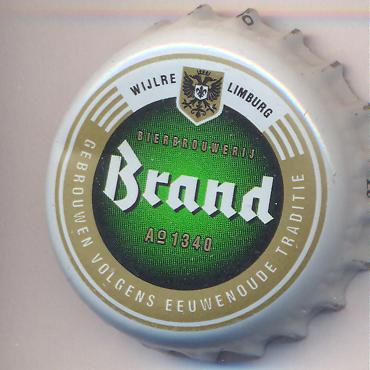 WIJLRE LIMBURG
BIERBROUWERIJ
Brand
Aº 1340
GEBROUWEN VOLGENS EEUWENOUDE TRADITIE